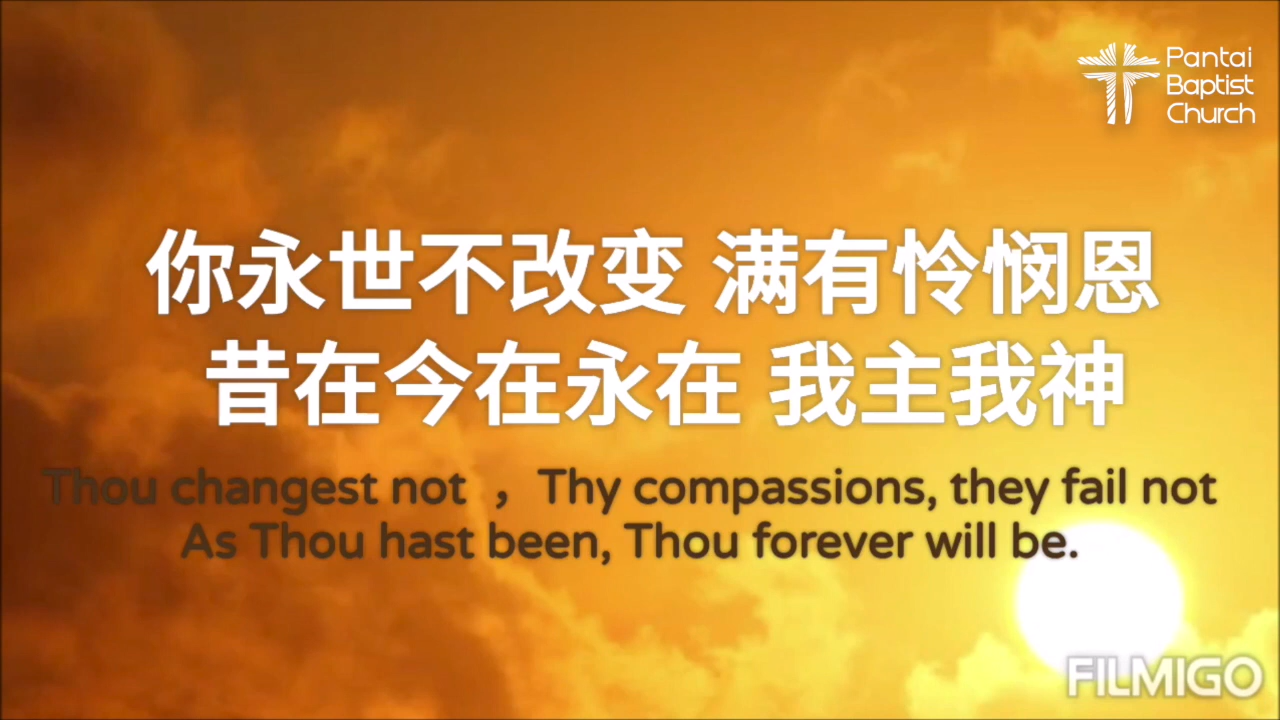 Pantai
Baptist
Church
你永世不改变 满有怜悯恩
昔在今在永在 我主我神
Thou changest not ，Thy compassions, they fail not
As Thou hast been, Thou forever will be.
FILMIGO